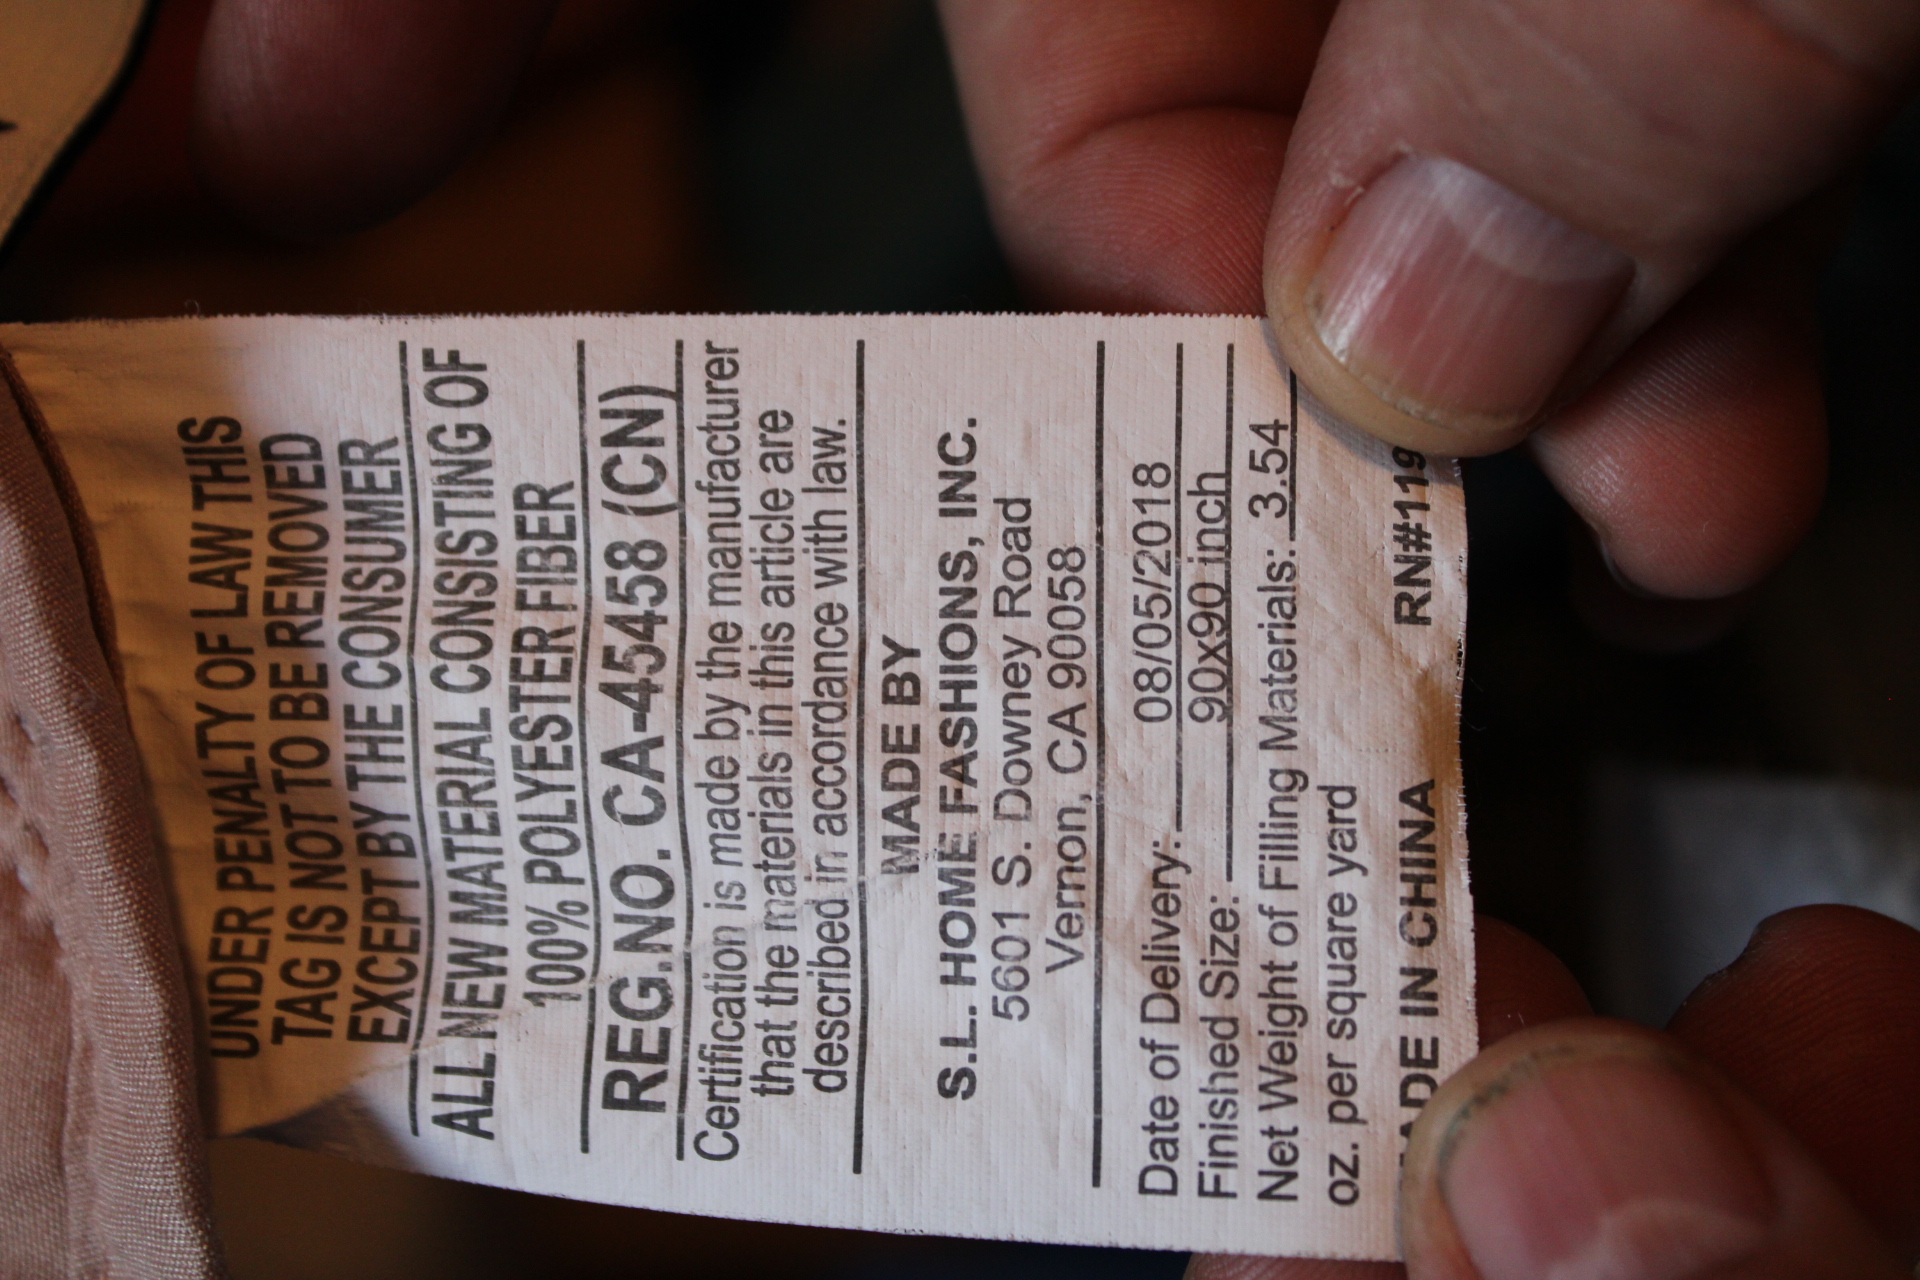 UNDER PENALTY OF LAW THIS
TAG IS NOT TO BE REMOVED
EXCEPT BY THE CONSUMER
ALL NEW MATERIAL CONSISTING OF
100% POLYESTER FIBER
REG.NO. CA-45458 (CN)
Certification is made by the manufacturer
that the materials in this article are
described in accordance with law.
MADE BY
S.L. HOME FASHIONS, INC.
5601 S. Downey Road
Vernon, CA 90058
Date of Delivery: 08/05/2018
Finished Size: 90x90 inch
Net Weight of Filling Materials: 3.54
oz. per square yard
MADE IN CHINA RN#119